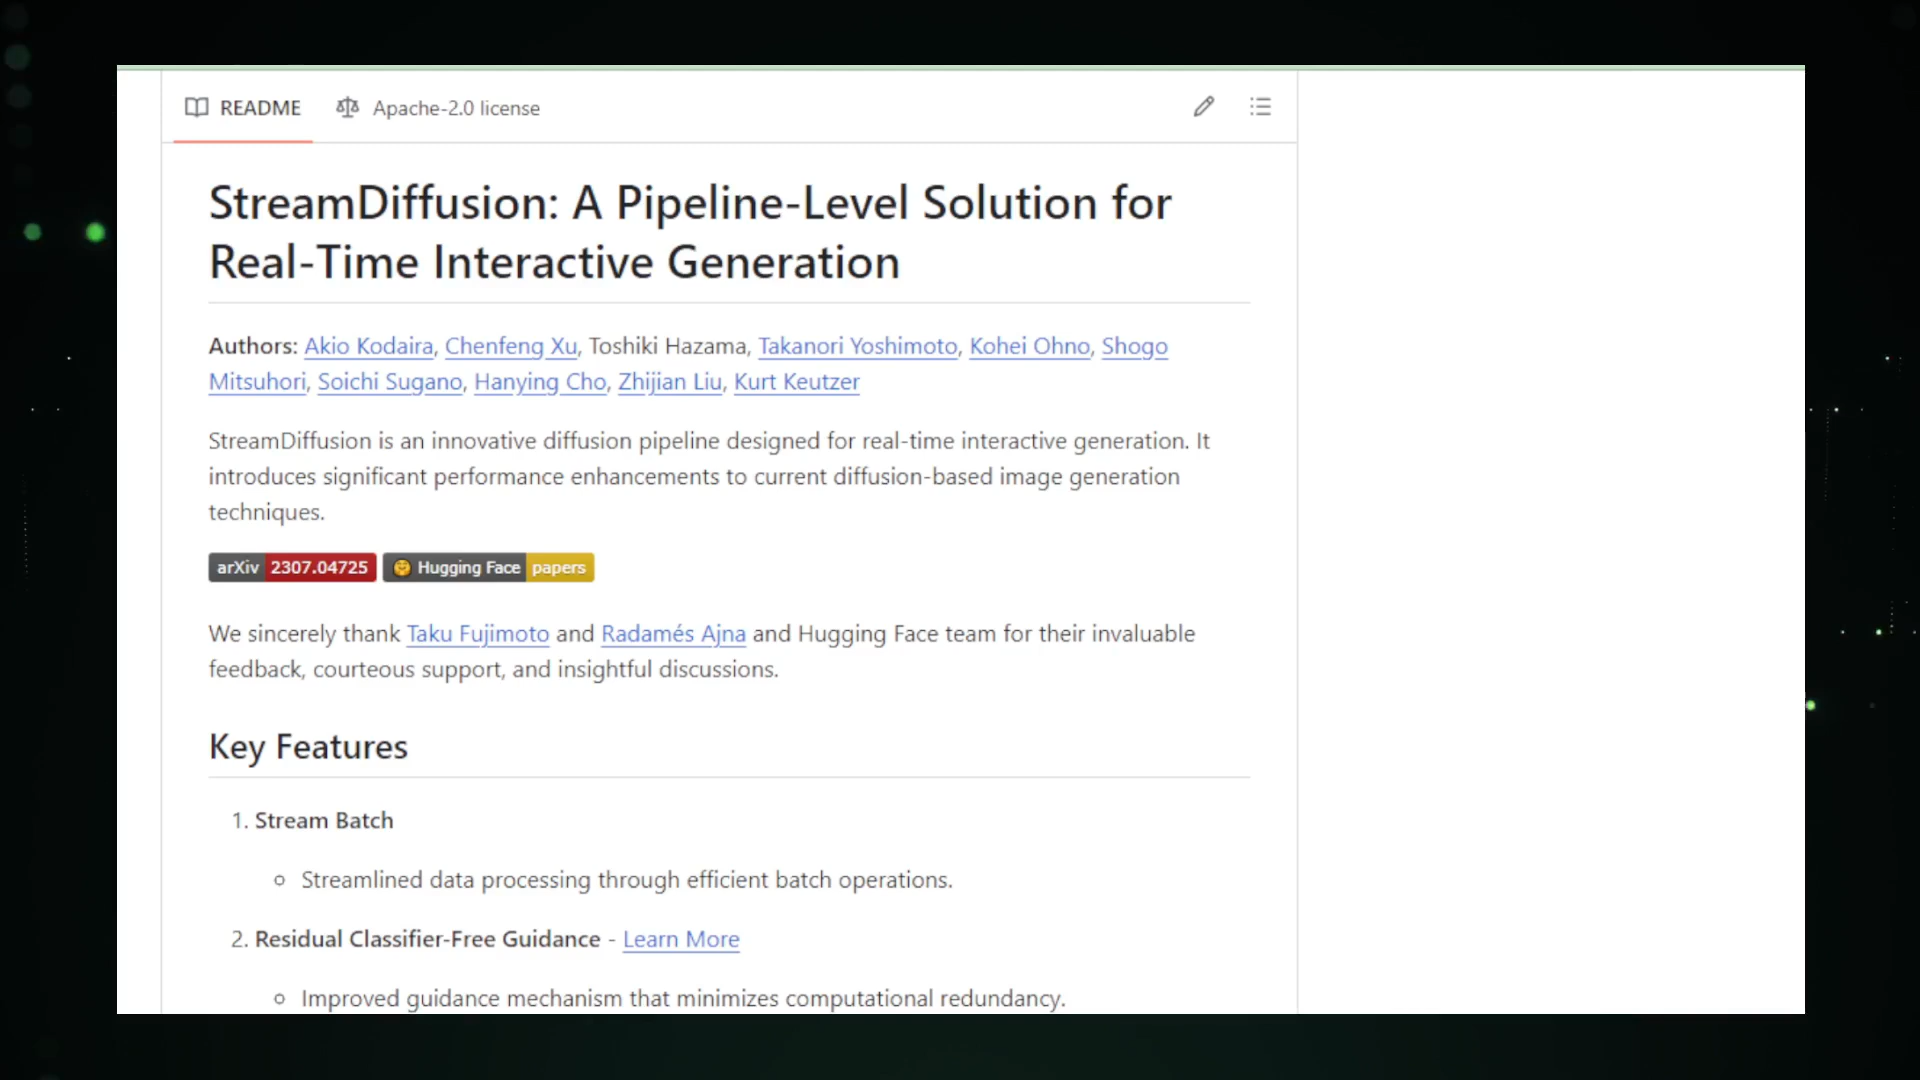 README Apache-2.0 license
StreamDiffusion: A Pipeline-Level Solution for
Real-Time Interactive Generation
Authors: Akio Kodaira, Chenfeng Xu, Toshiki Hazama, Takanori Yoshimoto, Kohei Ohno, Shogo
Mitsuhori, Soichi Sugano, Hanying Cho, Zhijian Liu, Kurt Keutzer
StreamDiffusion is an innovative diffusion pipeline designed for real-time interactive generation. It
introduces significant performance enhancements to current diffusion-based image generation
techniques.
arXiv 2307.04725 Hugging Face papers
We sincerely thank Taku Fujimoto and Radamés Ajna and Hugging Face team for their invaluable
feedback, courteous support, and insightful discussions.
Key Features
1. Stream Batch
Streamlined data processing through efficient batch operations.
2. Residual Classifier-Free Guidance - Learn More
Improved guidance mechanism that minimizes computational redundancy.